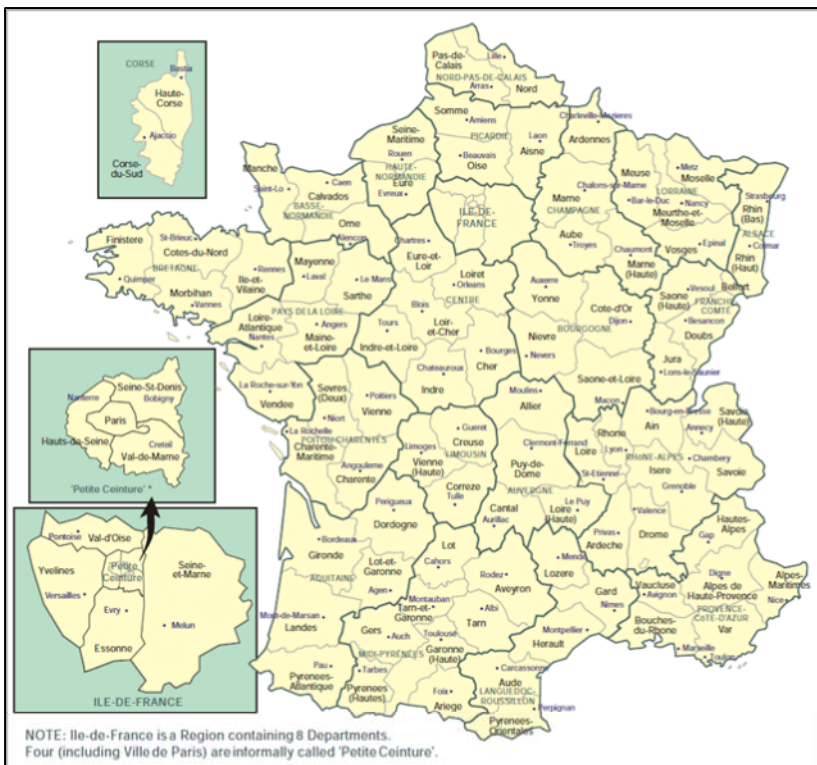 CORSE
Bastia
Haute-
Corse
Ajaccio
Corse-
du-Sud
Pas-de-
Calais
Lille
NORD-PAS-DE-CALAIS
Arras
Nord
Somme
Amiens
PICARDIE
Laon
Aisne
Beauvais
Oise
Charleville-Mezieres
Ardennes
Seine-
Maritime
Rouen
HAUTE-
NORMANDIE
Eure
Evreux
Manche
Saint-Lo
Caen
Calvados
BASSE-
NORMANDIE
Orne
Alencon
ILE-DE-
FRANCE
Marne
Chalons-sur-Marne
CHAMPAGNE
Aube
Troyes
Chaumont
Marne
(Haute)
Meuse
Metz
Moselle
LORRAINE
Bar-le-Duc
Nancy
Meurthe-et-
Moselle
Vosges
Epinal
Strasbourg
Rhin
(Bas)
ALSACE
Colmar
Rhin
(Haut)
Belfort
Finistere
St-Brieuc
Cotes-du-Nord
BRETAGNE
Quimper
Morbihan
Vannes
Rennes
Ile-et-
Vilaine
Mayenne
Laval
Le Mans
Sarthe
PAYS DE LA LOIRE
Loire-
Atlantique
Nantes
Angers
Maine-
et-Loire
La Roche-sur-Yon
Vendee
Chartres
Eure-et-
Loir
Loiret
Orleans
CENTRE
Blois
Loir-
et-Cher
Tours
Indre-et-Loire
Bourges
Cher
Chateauroux
Indre
Auxerre
Yonne
Cote-d'Or
Dijon
BOURGOGNE
Nievre
Nevers
Saone-et-Loire
Macon
Saone
(Haute)
Vesoul
FRANCHE-
COMTE
Besancon
Doubs
Jura
Lons-le-Saunier
Sevres
(Deux)
Poitiers
Vienne
Niort
La Rochelle
POITOU-CHARENTES
Charente-
Maritime
Angouleme
Charente
Gueret
Creuse
Limoges
LIMOUSIN
Vienne
(Haute)
Correze
Tulle
Moulins
Allier
Clermont-Ferrand
Puy-de-
Dome
AUVERGNE
Cantal
Aurillac
Le Puy
Loire
(Haute)
Rhone
Loire
Lyon
St-Etienne
Bourg-en-Bresse
Ain
RHONE-ALPES
Isere
Grenoble
Annecy
Savoie
(Haute)
Chambery
Savoie
Valence
Drome
Privas
Ardeche
Perigueux
Dordogne
Bordeaux
Gironde
Lot-et-
Garonne
AQUITAINS
Agen
Mont-de-Marsan
Landes
Pau
Pyrenees-
Atlantique
Lot
Cahors
Rodez
Aveyron
Montauban
Tarn-et-
Garonne
Albi
Tarn
Gers
Auch
Toulouse
MIDI-PYRENEES
Garonne
(Haute)
Tarbes
Pyrenees
(Hautes)
Foix
Ariege
Mende
Lozere
Gard
Nimes
Montpellier
Herault
Carcassonne
Aude
LANGUEDOC-
ROUSSILLON
Perpignan
Pyrenees-
Orientales
Hautes-
Alpes
Gap
Vaucluse
Avignon
Digne
Alpes de
Haute-Provence
Alpes-
Maritimes
Nice
PROVENCE-
COTE-D'AZUR
Bouches-
du-Rhone
Var
Marseille
Toulon
Seine-St-Denis
Nanterre
Bobigny
Paris
Hauts-de-Seine
Creteil
Val-de-Marne
'Petite Ceinture' *
Pontoise
Val-d'Oise
Yvelines
'Petite
Ceinture'
Seine-
et-Marne
Versailles
Evry
Melun
Essonne
ILE-DE-FRANCE
NOTE: Ile-de-France is a Region containing 8 Departments.
Four (including Ville de Paris) are informally called 'Petite Ceinture'.